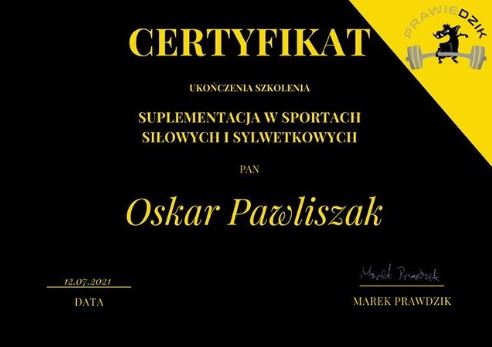 PRAWIEDZIK
CERTYFIKAT
UKOŃCZENIA SZKOLENIA
SUPLEMENTACJA W SPORTACH
SIŁOWYCH I SYLWETKOWYCH
PAN
Oskar Pawliszak
12.07.2021
DATA
Marek Prawdzik
MAREK PRAWDZIK